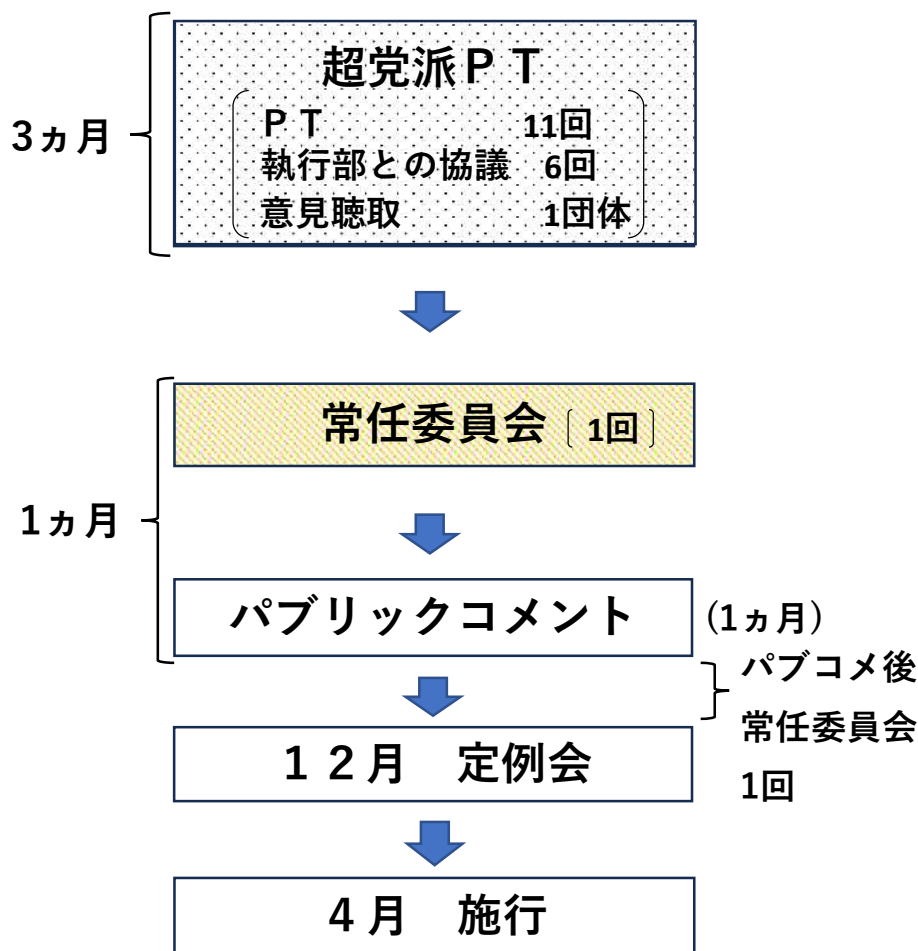 超党派ＰＴ
ＰＴ 11回
執行部との協議 6回
意見聴取 1団体
3ヵ月
常任委員会〔1回〕
1ヵ月
パブリックコメント
(1ヵ月)
パブコメ後
常任委員会
1回
１２月 定例会
４月 施行